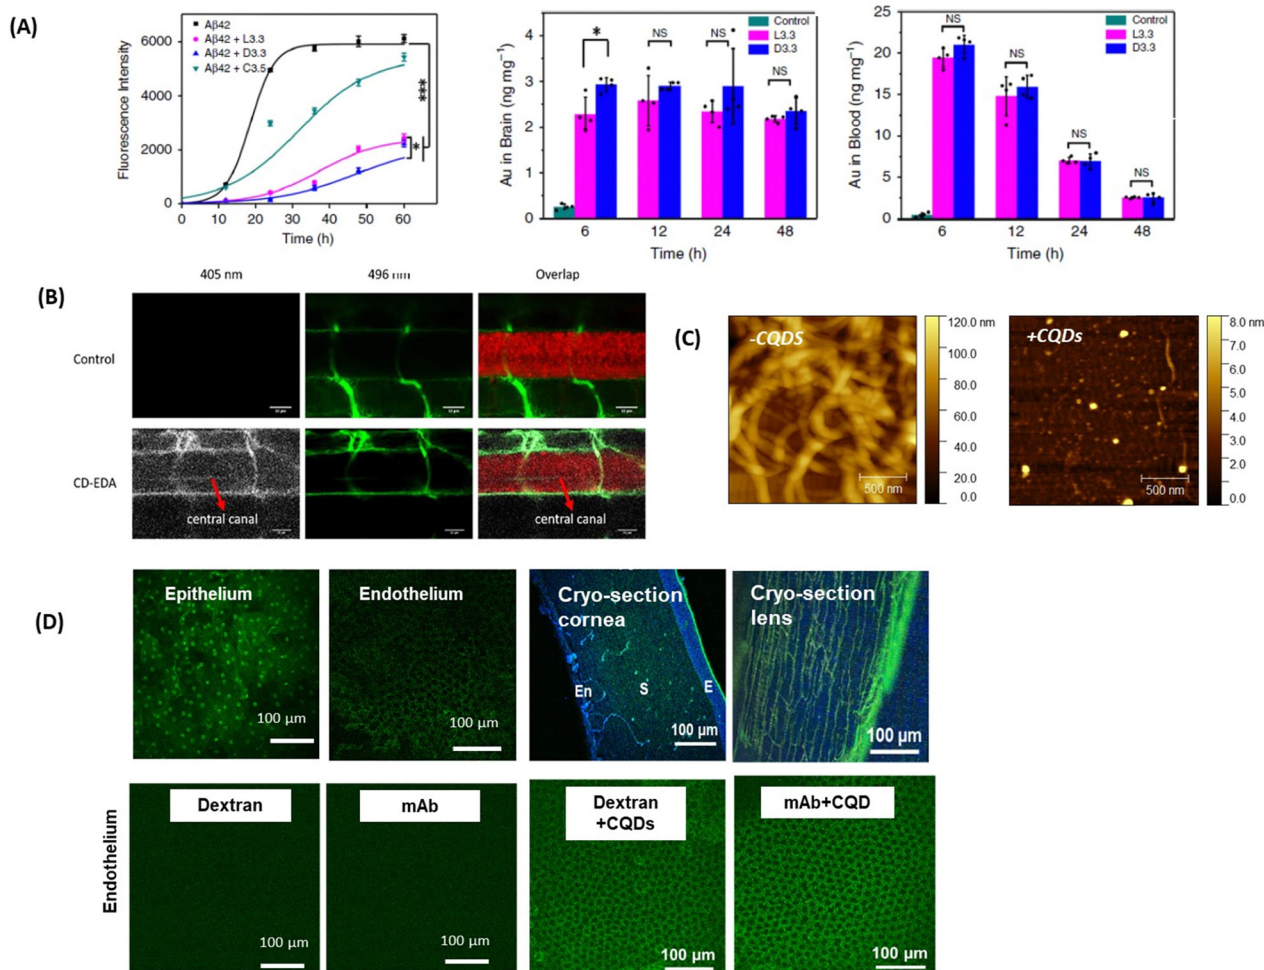 (A)
Fluorescence Intensity
6000
4000
2000
0
0 10 20 30 40 50 60
Time (h)
Aβ42
Aβ42 + L3.3
Aβ42 + D3.3
Aβ42 + C3.5
***
*
Au in Brain (ng mg⁻¹)
4
3
2
1
0
6 12 24 48
Time (h)
* NS NS NS
Control
L3.3
D3.3
Au in Blood (ng mg⁻¹)
25
20
15
10
5
0
6 12 24 48
Time (h)
NS NS NS NS
Control
L3.3
D3.3
(B)
405 nm 496 nm Overlap
Control
CD-EDA
central canal
central canal
(C)
-CQDS
500 nm
120.0 nm
100.0
80.0
60.0
40.0
20.0
0.0
+CQDs
500 nm
8.0 nm
7.0
6.0
5.0
4.0
3.0
2.0
0.0
(D)
Epithelium
100 μm
Endothelium
100 μm
Cryo-section
cornea
En S E
100 μm
Cryo-section
lens
100 μm
Endothelium
Dextran
100 μm
mAb
100 μm
Dextran
+CQDs
100 μm
mAb+CQD
100 μm